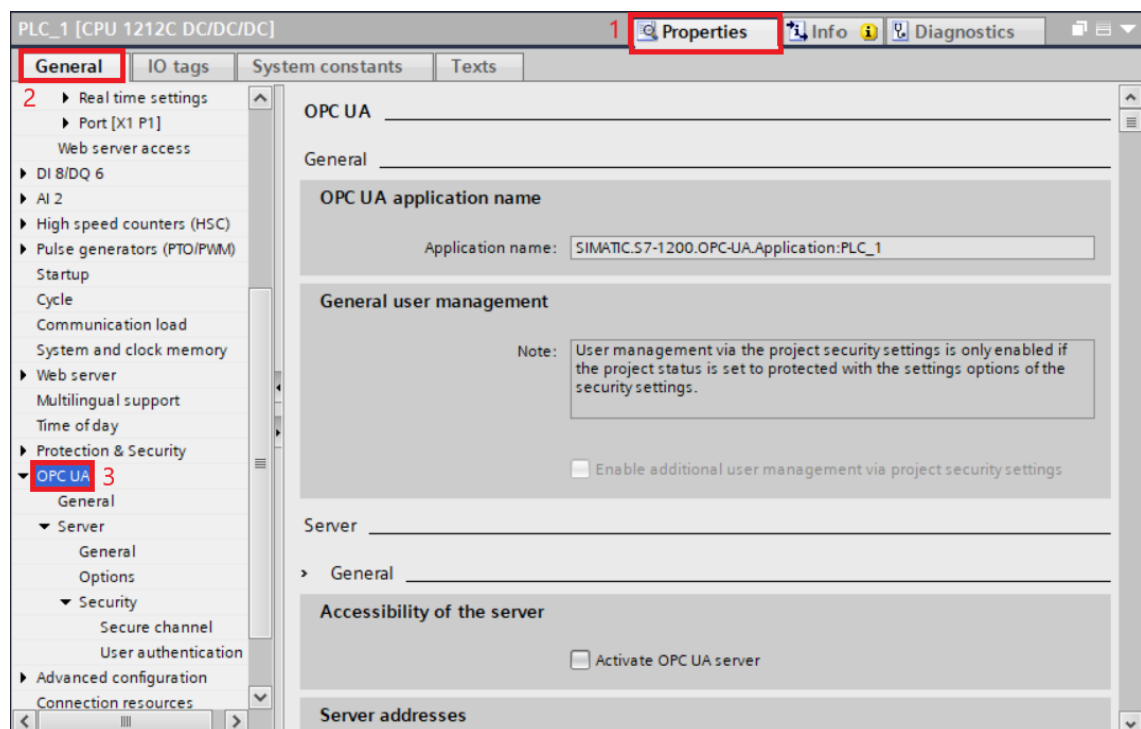 PLC_1 [CPU 1212C DC/DC/DC]
1
Properties
Info
Diagnostics
General
IO tags
System constants
Texts
2
Real time settings
Port [X1 P1]
Web server access
DI 8/DQ 6
AI 2
High speed counters (HSC)
Pulse generators (PTO/PWM)
Startup
Cycle
Communication load
System and clock memory
Web server
Multilingual support
Time of day
Protection & Security
OPC UA
3
General
Server
General
Options
Security
Secure channel
User authentication
Advanced configuration
Connection resources
OPC UA
General
OPC UA application name
Application name: SIMATIC.S7-1200.OPC-UA.Application:PLC_1
General user management
Note: User management via the project security settings is only enabled if
the project status is set to protected with the settings options of the
security settings.
Enable additional user management via project security settings
Server
General
Accessibility of the server
Activate OPC UA server
Server addresses